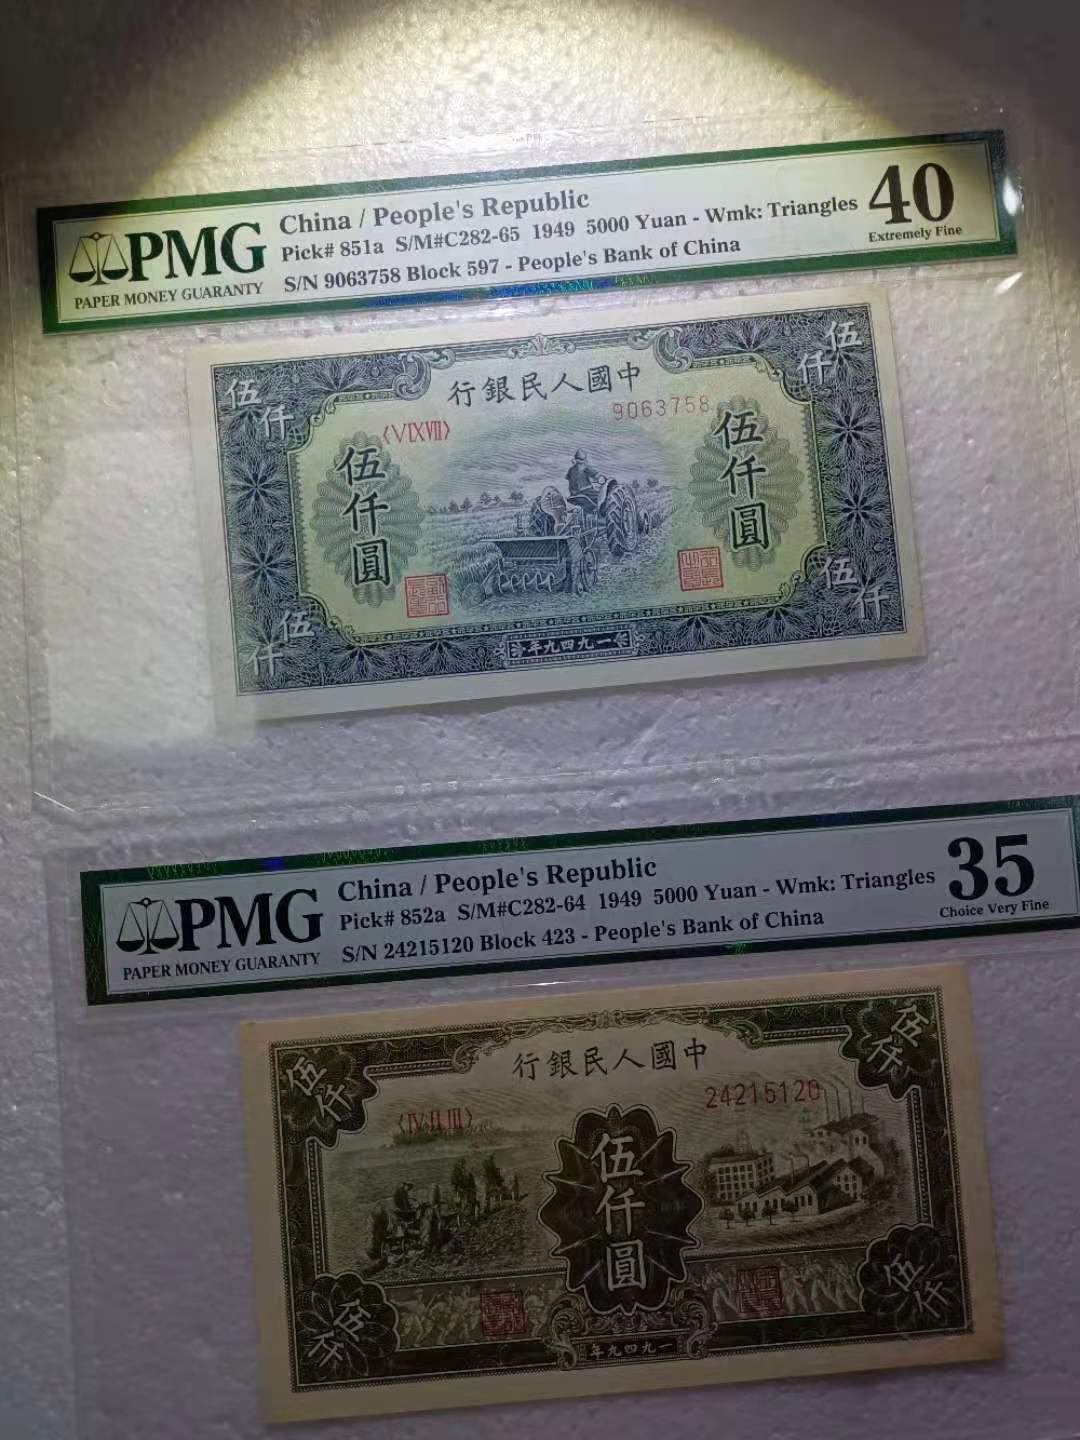 China / People's Republic
Pick# 851a S/M#C282-65 1949 5000 Yuan - Wmk: Triangles
S/N 9063758 Block 597 - People's Bank of China
PMG
PAPER MONEY GUARANTY
40
Extremely Fine
伍仟
伍仟
行銀民人國中
9063758
〈VIXVII〉
伍仟圓
伍仟圓
伍仟
伍仟
年九四九一
China / People's Republic
Pick# 852a S/M#C282-64 1949 5000 Yuan - Wmk: Triangles
S/N 24215120 Block 423 - People's Bank of China
PMG
PAPER MONEY GUARANTY
35
Choice Very Fine
伍仟
伍仟
行銀民人國中
24215120
〈IV II III〉
伍仟圓
伍仟
伍仟
年九四九一